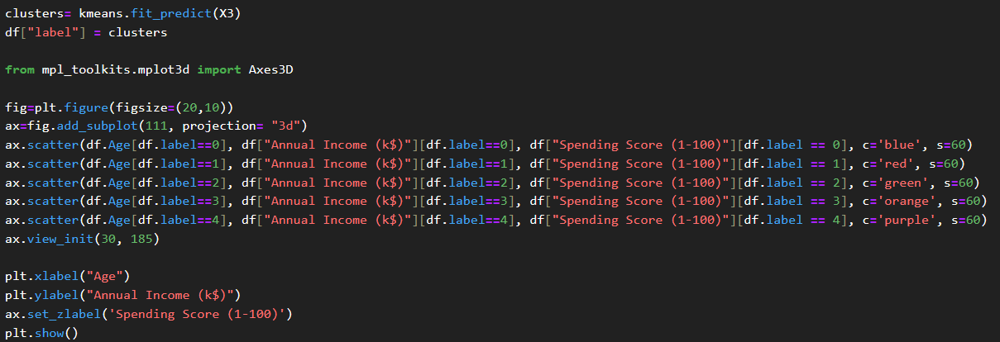 clusters= kmeans.fit_predict(X3)
df["label"] = clusters
from mpl_toolkits.mplot3d import Axes3D
fig=plt.figure(figsize=(20,10))
ax=fig.add_subplot(111, projection= "3d")
ax.scatter(df.Age[df.label==0], df["Annual Income (k$)"][df.label==0], df["Spending Score (1-100)"][df.label == 0], c='blue', s=60)
ax.scatter(df.Age[df.label==1], df["Annual Income (k$)"][df.label==1], df["Spending Score (1-100)"][df.label == 1], c='red', s=60)
ax.scatter(df.Age[df.label==2], df["Annual Income (k$)"][df.label==2], df["Spending Score (1-100)"][df.label == 2], c='green', s=60)
ax.scatter(df.Age[df.label==3], df["Annual Income (k$)"][df.label==3], df["Spending Score (1-100)"][df.label == 3], c='orange', s=60)
ax.scatter(df.Age[df.label==4], df["Annual Income (k$)"][df.label==4], df["Spending Score (1-100)"][df.label == 4], c='purple', s=60)
ax.view_init(30, 185)
plt.xlabel("Age")
plt.ylabel("Annual Income (k$)")
ax.set_zlabel('Spending Score (1-100)')
plt.show()